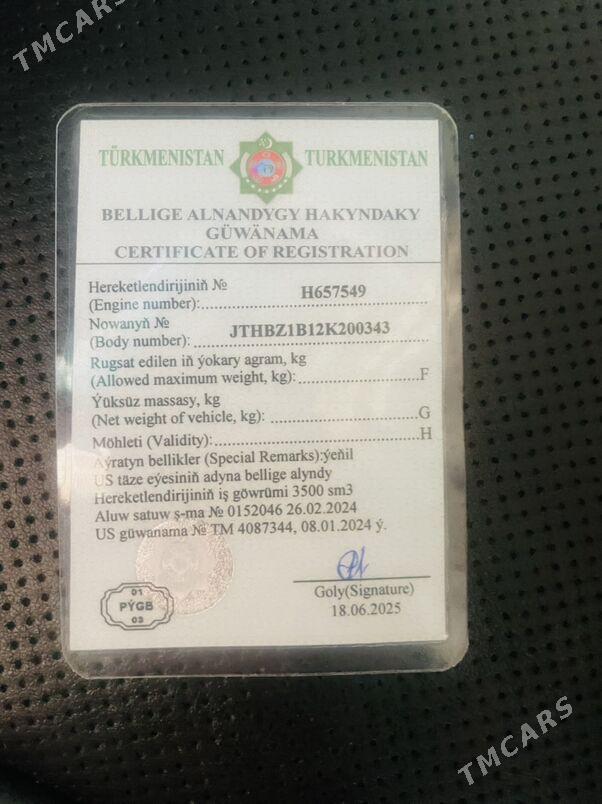 TMCARS
TÜRKMENISTAN TURKMENISTAN
BELLIGE ALNANDYGY HAKYNDAKY
GÜWÄNAMA
CERTIFICATE OF REGISTRATION
Hereketlendirijiniň №
(Engine number):..........H657549
Nowanyň №
(Body number):..........JTHBZ1B12K200343
Rugsat edilen iň ýokary agram, kg
(Allowed maximum weight, kg):..........F
Ýüksüz massasy, kg
(Net weight of vehicle, kg):..........G
Möhleti (Validity):..........H
Aýratyn bellikler (Special Remarks):ýeňil
US täze eýesiniň adyna bellige alyndy
Hereketlendirijiniň iş göwrümi 3500 sm3
Aluw satuw ş-ma № 0152046 26.02.2024
US güwanama № TM 4087344, 08.01.2024 ý.
Goly(Signature)
18.06.2025
01
PÝGB
03
TMCARS